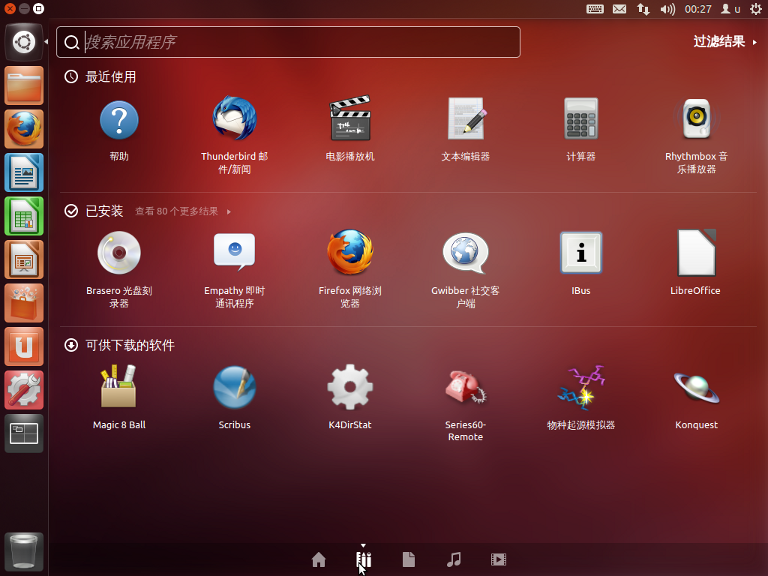 00:27 u
搜索应用程序
过滤结果
最近使用
帮助
Thunderbird 邮
件/新闻
电影播放机
文本编辑器
计算器
Rhythmbox 音
乐播放器
已安装 查看 80 个更多结果
Brasero 光盘刻
录器
Empathy 即时
通讯程序
Firefox 网络浏
览器
Gwibber 社交客
户端
IBus
LibreOffice
可供下载的软件
Magic 8 Ball
Scribus
K4DirStat
Series60-
Remote
物种起源模拟器
Konquest